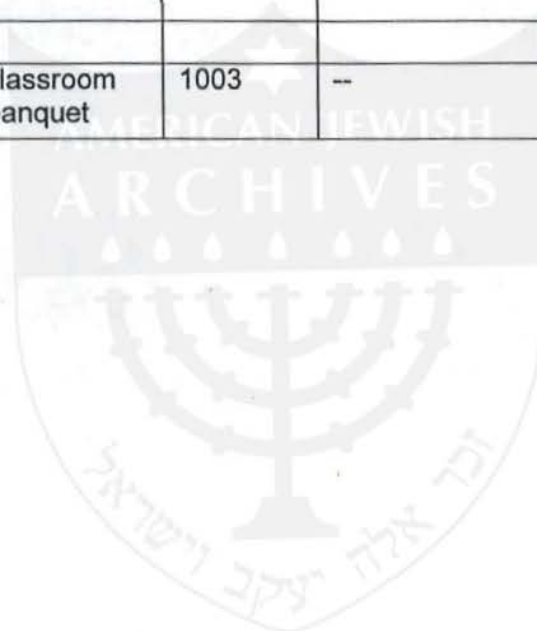 lassroom 1003 --
anquet
AMERICAN JEWISH
ARCHIVES
זכר אלה יעקב וישראל